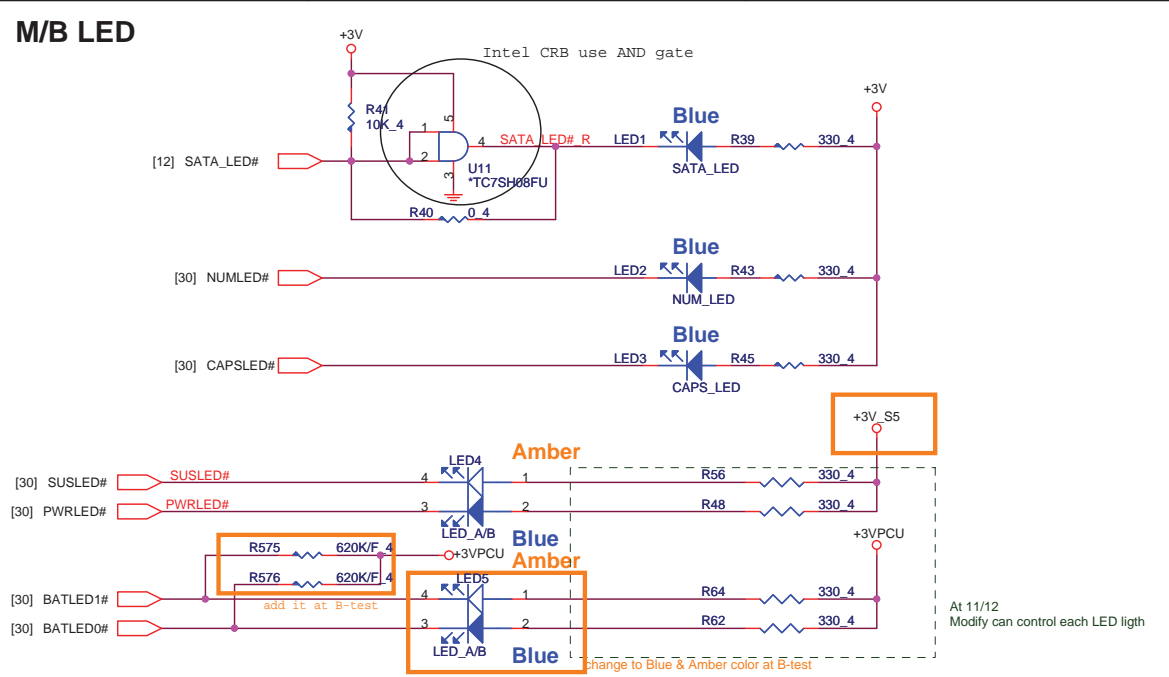 M/B LED
+3V
Intel CRB use AND gate
+3V
R41
10K_4
5
1
2
4
3
SATA_LED#_R
U11
*TC7SH08FU
[12] SATA_LED#
R40 0_4
Blue
LED1
R39 330_4
SATA_LED
Blue
[30] NUMLED#
LED2
R43 330_4
NUM_LED
Blue
[30] CAPSLED#
LED3
R45 330_4
CAPS_LED
+3V_S5
Amber
LED4
[30] SUSLED# SUSLED# 4 1 R56 330_4
[30] PWRLED# PWRLED# 3 2 R48 330_4
LED_A/B
Blue
+3VPCU
R575 620K/F_4
+3VPCU
Amber
R576 620K/F_4
LED5
add it at B-test
[30] BATLED1# 4 1 R64 330_4
[30] BATLED0# 3 2 R62 330_4
LED_A/B
Blue
change to Blue & Amber color at B-test
At 11/12
Modify can control each LED ligth